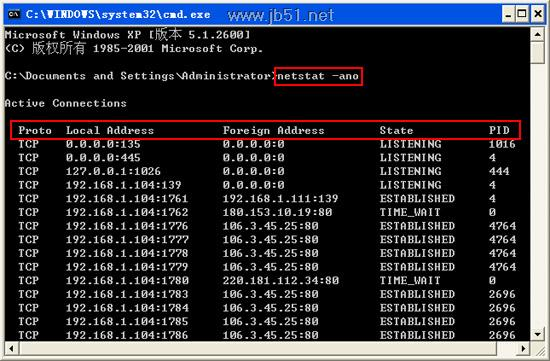 C:\WINDOWS\system32\cmd.exe
www.jb51.net
Microsoft Windows XP [版本 5.1.2600]
(C) 版权所有 1985-2001 Microsoft Corp.
C:\Documents and Settings\Administrator>netstat -ano
Active Connections
Proto Local Address Foreign Address State PID
TCP 0.0.0.0:135 0.0.0.0:0 LISTENING 1016
TCP 0.0.0.0:445 0.0.0.0:0 LISTENING 4
TCP 127.0.0.1:1026 0.0.0.0:0 LISTENING 444
TCP 192.168.1.104:139 0.0.0.0:0 LISTENING 4
TCP 192.168.1.104:1761 192.168.1.111:139 ESTABLISHED 4
TCP 192.168.1.104:1762 180.153.10.19:80 TIME_WAIT 0
TCP 192.168.1.104:1776 106.3.45.25:80 ESTABLISHED 4764
TCP 192.168.1.104:1777 106.3.45.25:80 ESTABLISHED 4764
TCP 192.168.1.104:1778 106.3.45.25:80 ESTABLISHED 4764
TCP 192.168.1.104:1779 106.3.45.25:80 ESTABLISHED 4764
TCP 192.168.1.104:1780 220.181.112.34:80 TIME_WAIT 0
TCP 192.168.1.104:1783 106.3.45.25:80 ESTABLISHED 2696
TCP 192.168.1.104:1784 106.3.45.25:80 ESTABLISHED 2696
TCP 192.168.1.104:1785 106.3.45.25:80 ESTABLISHED 2696
TCP 192.168.1.104:1786 106.3.45.25:80 ESTABLISHED 2696